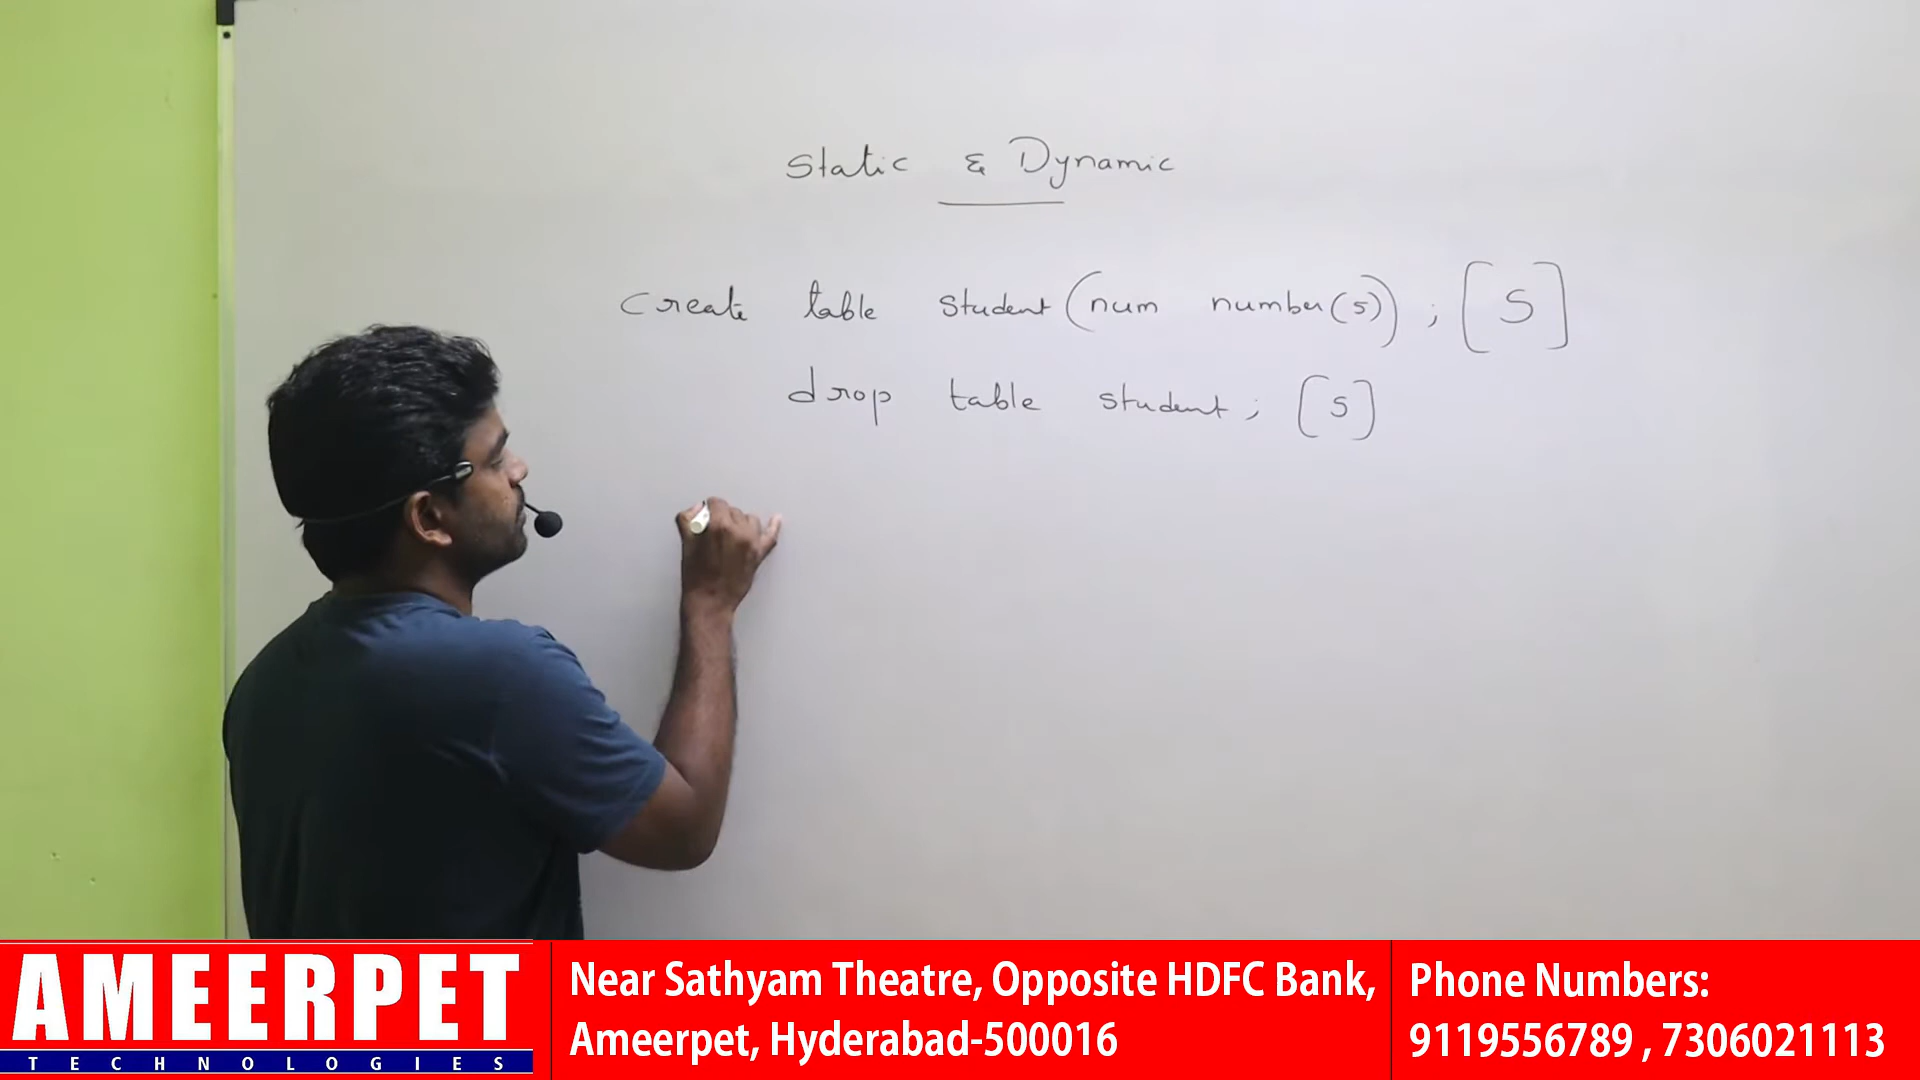 Static & Dynamic
Create table student (num number(5)) ; [S]
drop table student ; [S]
AMEERPET
TECHNOLOGIES
Near Sathyam Theatre, Opposite HDFC Bank,
Ameerpet, Hyderabad-500016
Phone Numbers:
9119556789 , 7306021113